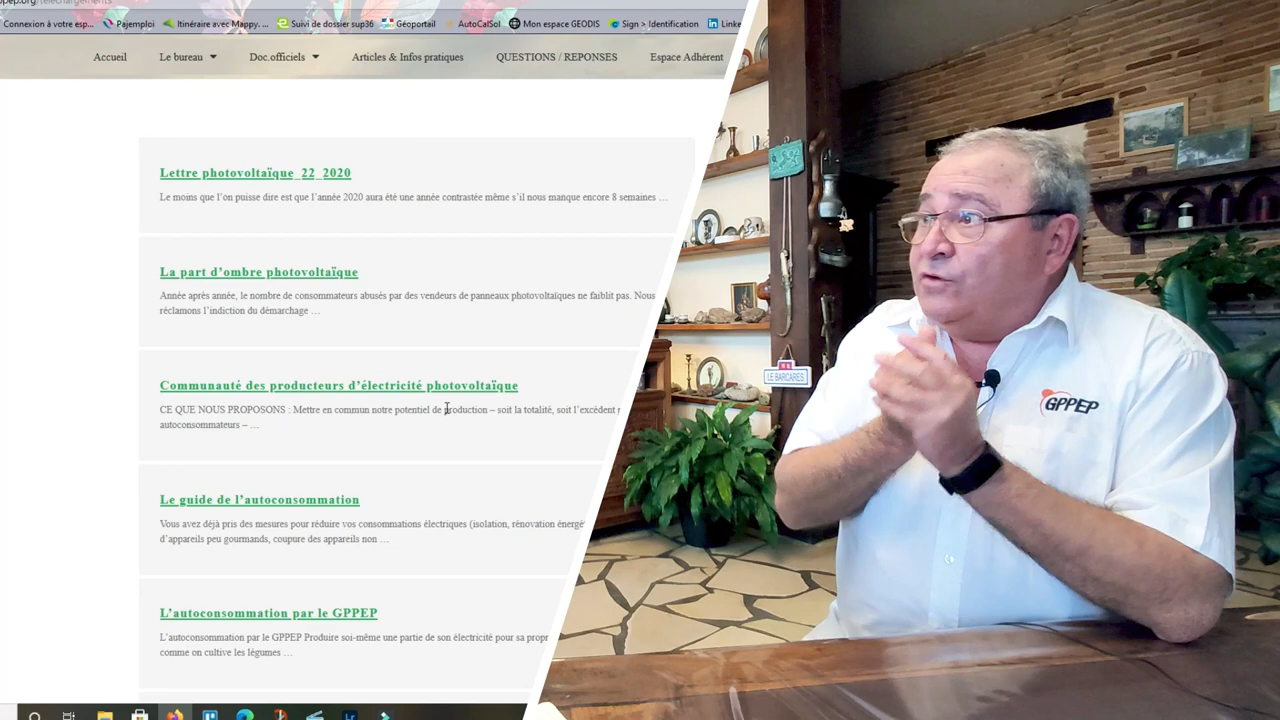 Connexion à votre esp...
Pajemploi
Itinéraire avec Mappy, ...
Suivi de dossier sup36
Géoportail
AutoCalSol
Mon espace GEODIS
Sign > Identification
Linke
Accueil
Le bureau
Doc.officiels
Articles & Infos pratiques
QUESTIONS / REPONSES
Espace Adhérent
Lettre photovoltaïque_22_2020
Le moins que l’on puisse dire est que l’année 2020 aura été une année contrastée même s’il nous manque encore 8 semaines …
La part d’ombre photovoltaïque
Année après année, le nombre de consommateurs abusés par des vendeurs de panneaux photovoltaïques ne faiblit pas. Nous
réclamons l’indiction du démarchage …
Communauté des producteurs d’électricité photovoltaïque
CE QUE NOUS PROPOSONS : Mettre en commun notre potentiel de production – soit la totalité, soit l’excédent
autoconsommateurs – …
Le guide de l’autoconsommation
Vous avez déjà pris des mesures pour réduire vos consommations électriques (isolation, rénovation énergé
d’appareils peu gourmands, coupure des appareils non …
L’autoconsommation par le GPPEP
L’autoconsommation par le GPPEP Produire soi-même une partie de son électricité pour sa propr
comme on cultive les légumes …
LE BARCARES
GPPEP